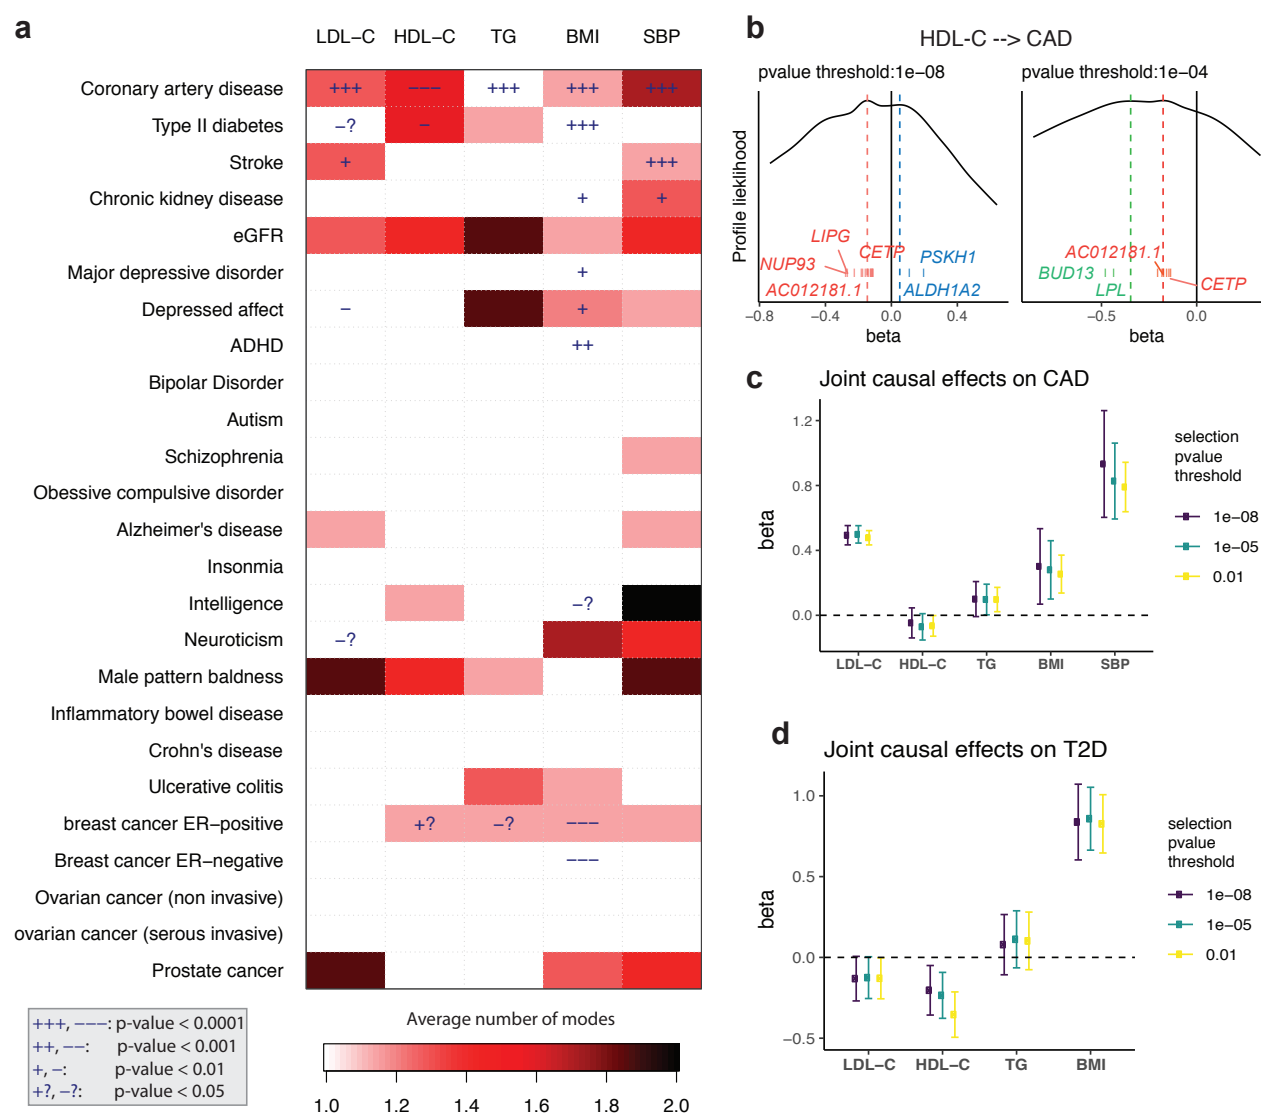 a
LDL−C HDL−C TG BMI SBP
Coronary artery disease +++ −−− +++ +++ +++
Type II diabetes −? − +++
Stroke + +++
Chronic kidney disease + +
eGFR
Major depressive disorder +
Depressed affect − +
ADHD ++
Bipolar Disorder
Autism
Schizophrenia
Obessive compulsive disorder
Alzheimer's disease
Insonmia
Intelligence −?
Neuroticism −?
Male pattern baldness
Inflammatory bowel disease
Crohn's disease
Ulcerative colitis
breast cancer ER−positive +? −? −−−
Breast cancer ER−negative −−−
Ovarian cancer (non invasive)
ovarian cancer (serous invasive)
Prostate cancer
+++, −−−: p-value < 0.0001
++, −−: p-value < 0.001
+, −: p-value < 0.01
+?, −?: p-value < 0.05
Average number of modes
1.0 1.2 1.4 1.6 1.8 2.0
b
HDL-C --> CAD
pvalue threshold:1e−08
Profile lieklihood
LIPG
CETP
NUP93
PSKH1
AC012181.1
ALDH1A2
−0.8 −0.4 0.0 0.4
beta
pvalue threshold:1e−04
AC012181.1
BUD13
LPL
CETP
−0.5 0.0
beta
c
Joint causal effects on CAD
beta
1.2
0.8
0.4
0.0
LDL−C HDL−C TG BMI SBP
selection
pvalue
threshold
1e−08
1e−05
0.01
d
Joint causal effects on T2D
beta
1.0
0.5
0.0
−0.5
LDL−C HDL−C TG BMI
selection
pvalue
threshold
1e−08
1e−05
0.01